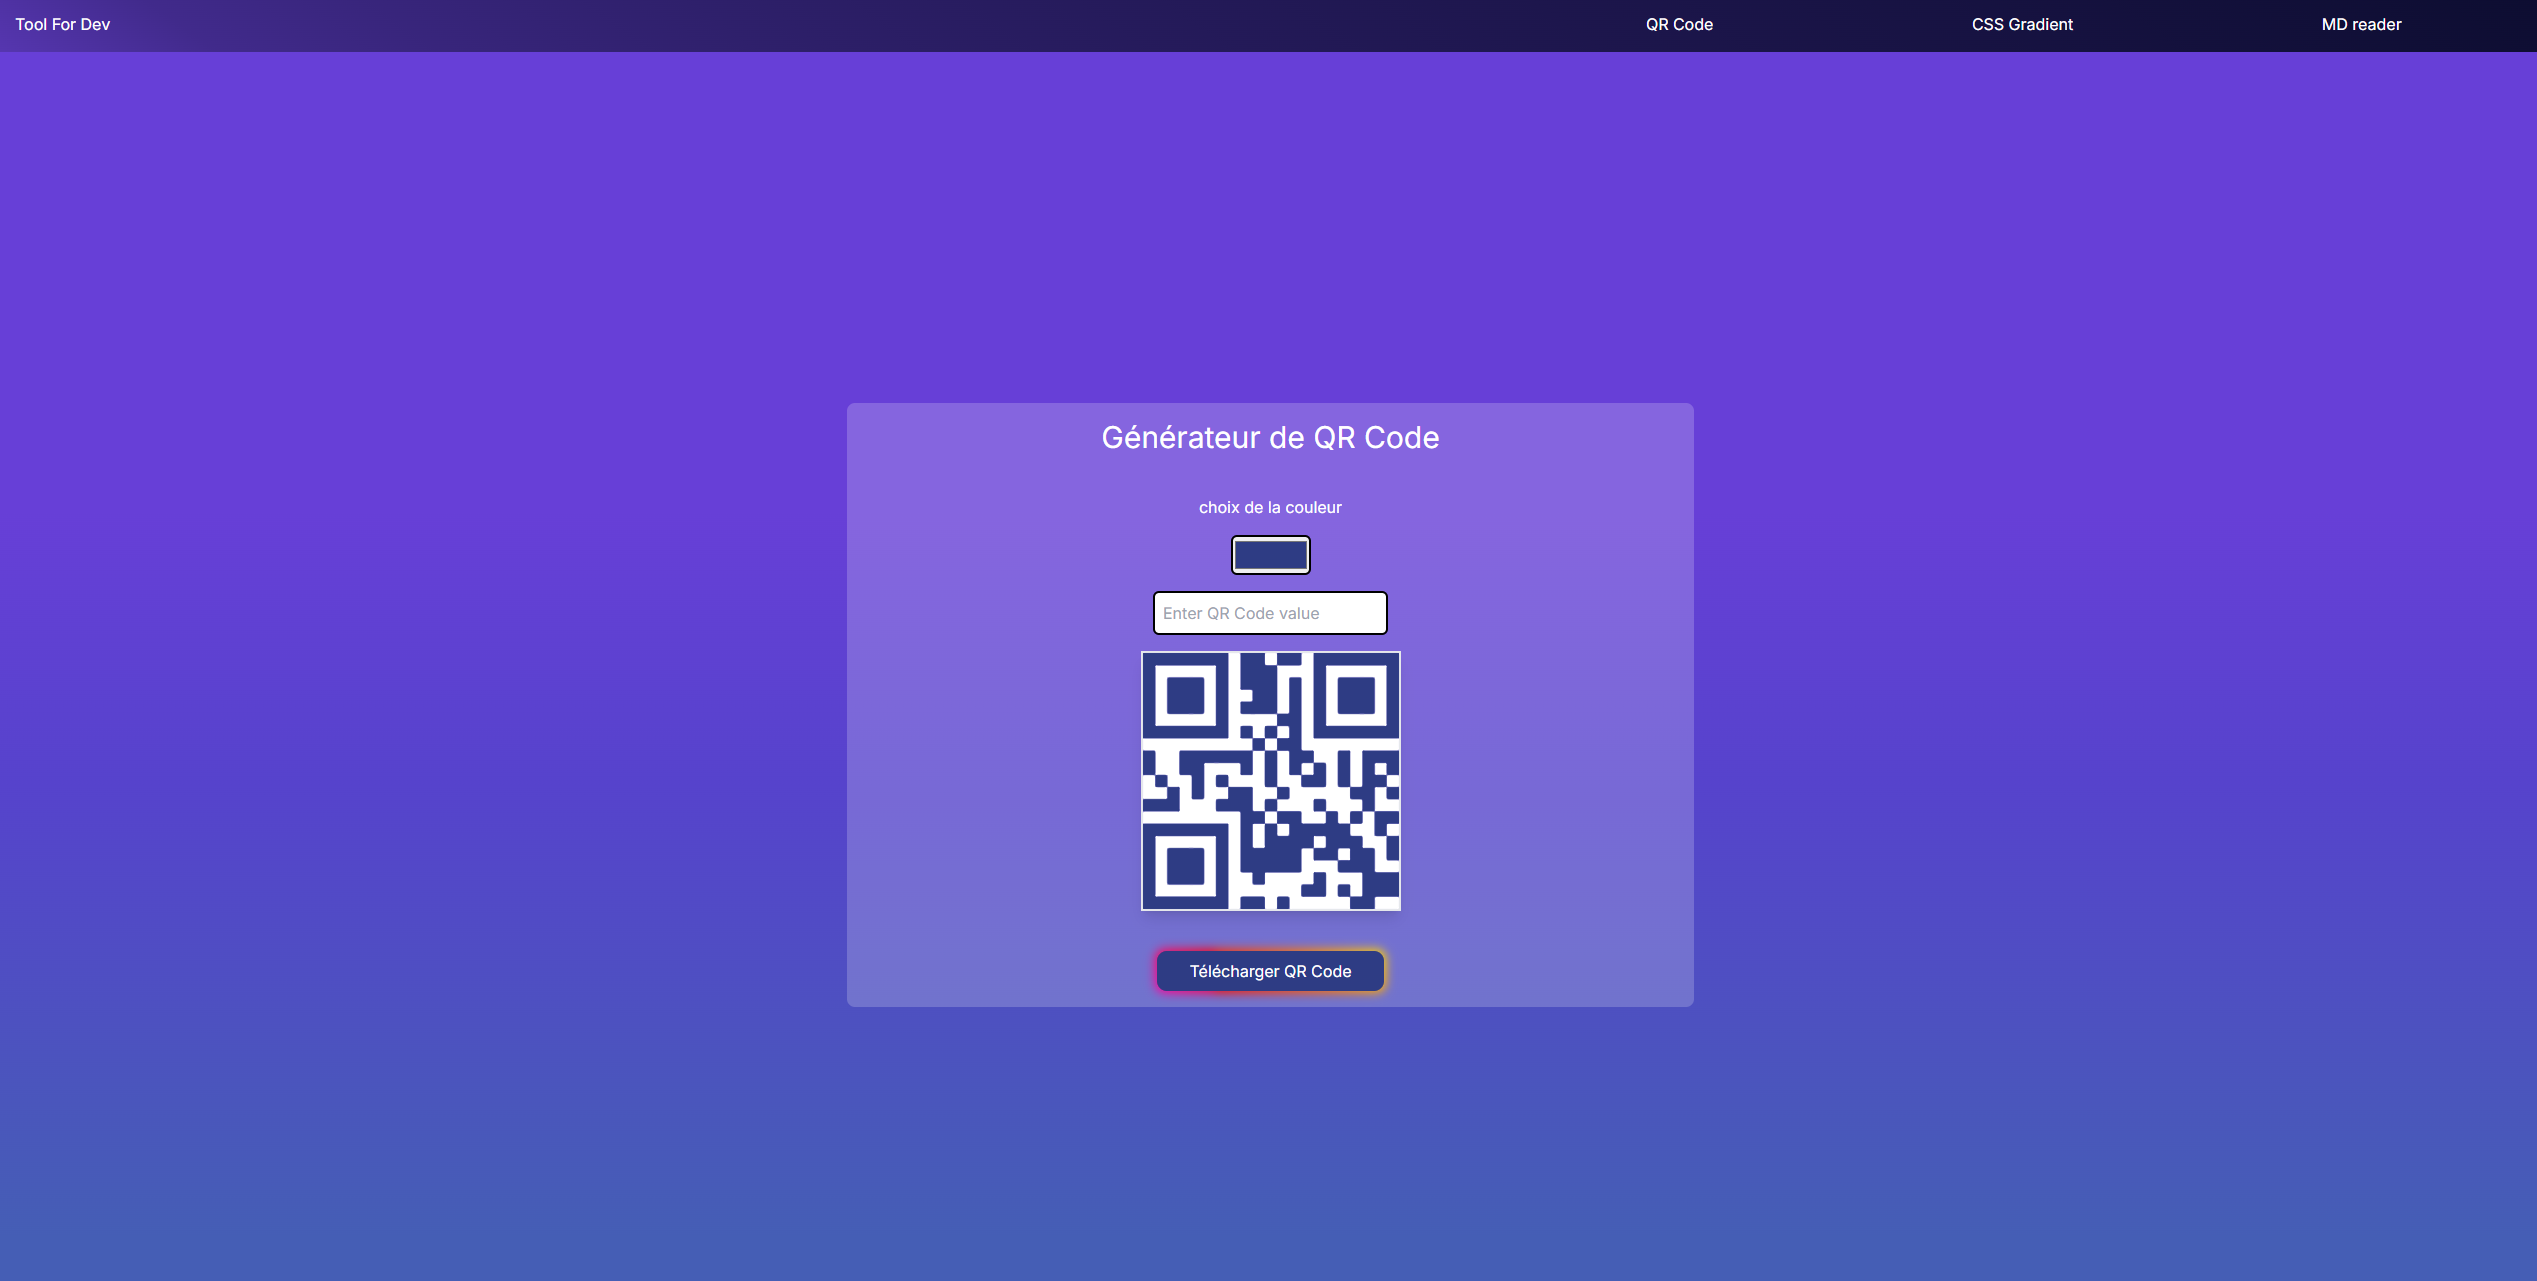 Tool For Dev
QR Code
CSS Gradient
MD reader
Générateur de QR Code
choix de la couleur
Enter QR Code value
Télécharger QR Code